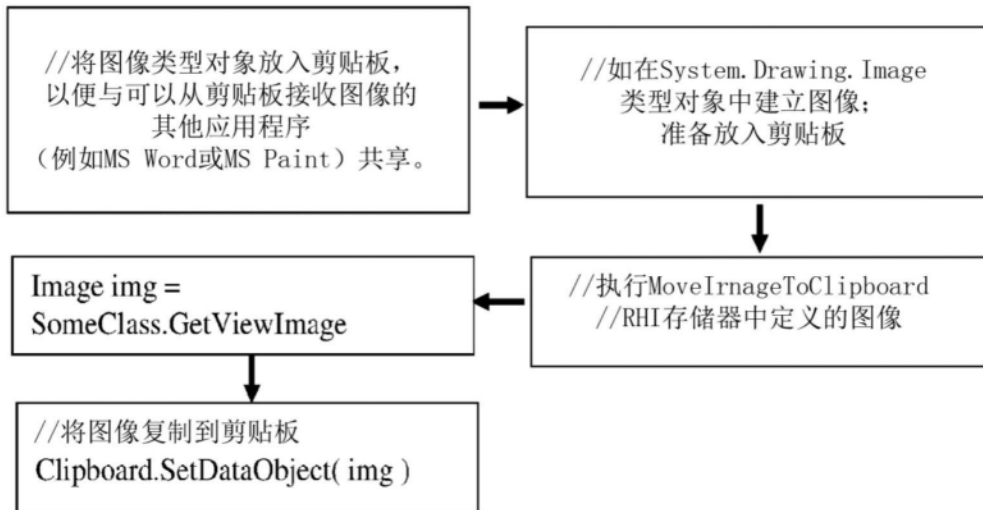 //将图像类型对象放入剪贴板，
以便与可以从剪贴板接收图像的
其他应用程序
（例如MS Word或MS Paint）共享。
//如在System.Drawing.Image
类型对象中建立图像；
准备放入剪贴板
//执行MoveIrnageToClipboard
//RHI存储器中定义的图像
Image img =
SomeClass.GetViewImage
//将图像复制到剪贴板
Clipboard.SetDataObject( img )